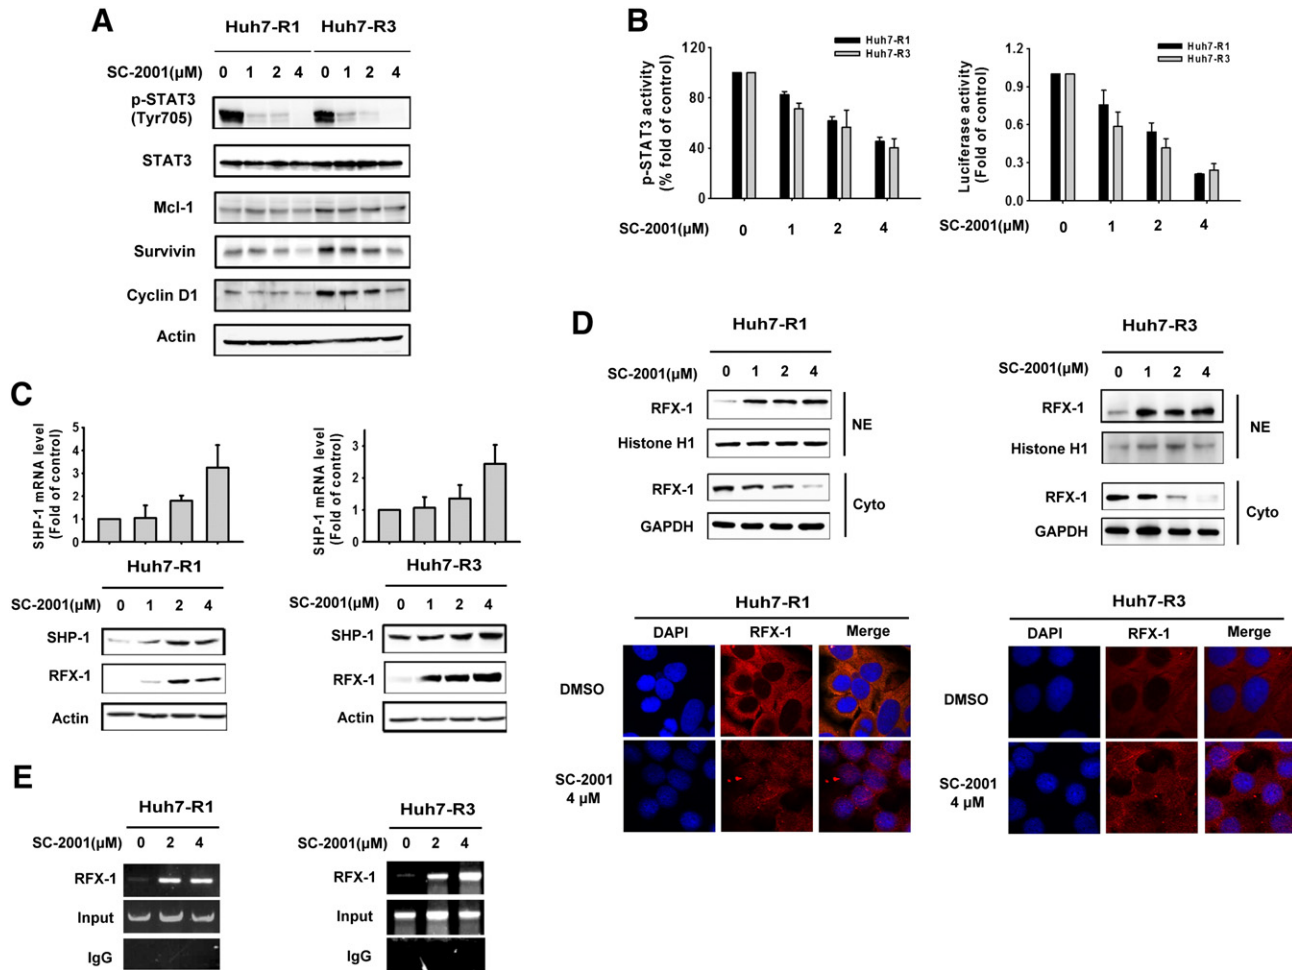 A
Huh7-R1 Huh7-R3
SC-2001(µM) 0 1 2 4 0 1 2 4
p-STAT3
(Tyr705)
STAT3
Mcl-1
Survivin
Cyclin D1
Actin
B
p-STAT3 activity
(% fold of control)
120
80
40
0
Huh7-R1
Huh7-R3
SC-2001(µM) 0 1 2 4
Luciferase activity
(Fold of control)
1.2
0.9
0.6
0.3
0.0
Huh7-R1
Huh7-R3
SC-2001(µM) 0 1 2 4
C
SHP-1 mRNA level
(Fold of control)
5
4
3
2
1
0
Huh7-R1
SC-2001(µM) 0 1 2 4
SHP-1
RFX-1
Actin
SHP-1 mRNA level
(Fold of control)
3
2
1
0
Huh7-R3
SC-2001(µM) 0 1 2 4
SHP-1
RFX-1
Actin
D
Huh7-R1
SC-2001(µM) 0 1 2 4
RFX-1
Histone H1
NE
RFX-1
GAPDH
Cyto
Huh7-R3
SC-2001(µM) 0 1 2 4
RFX-1
Histone H1
NE
RFX-1
GAPDH
Cyto
Huh7-R1
DAPI RFX-1 Merge
DMSO
SC-2001
4 µM
Huh7-R3
DAPI RFX-1 Merge
DMSO
SC-2001
4 µM
E
Huh7-R1
SC-2001(µM) 0 2 4
RFX-1
Input
IgG
Huh7-R3
SC-2001(µM) 0 2 4
RFX-1
Input
IgG